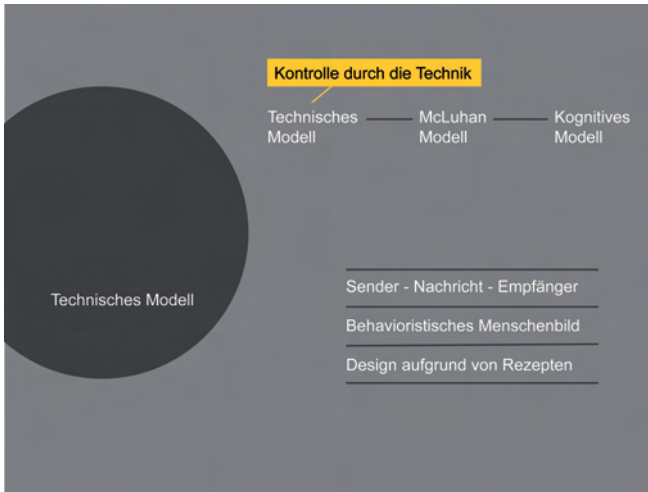 Kontrolle durch die Technik
Technisches Modell
McLuhan Modell
Kognitives Modell
Technisches Modell
Sender - Nachricht - Empfänger
Behavioristisches Menschenbild
Design aufgrund von Rezepten